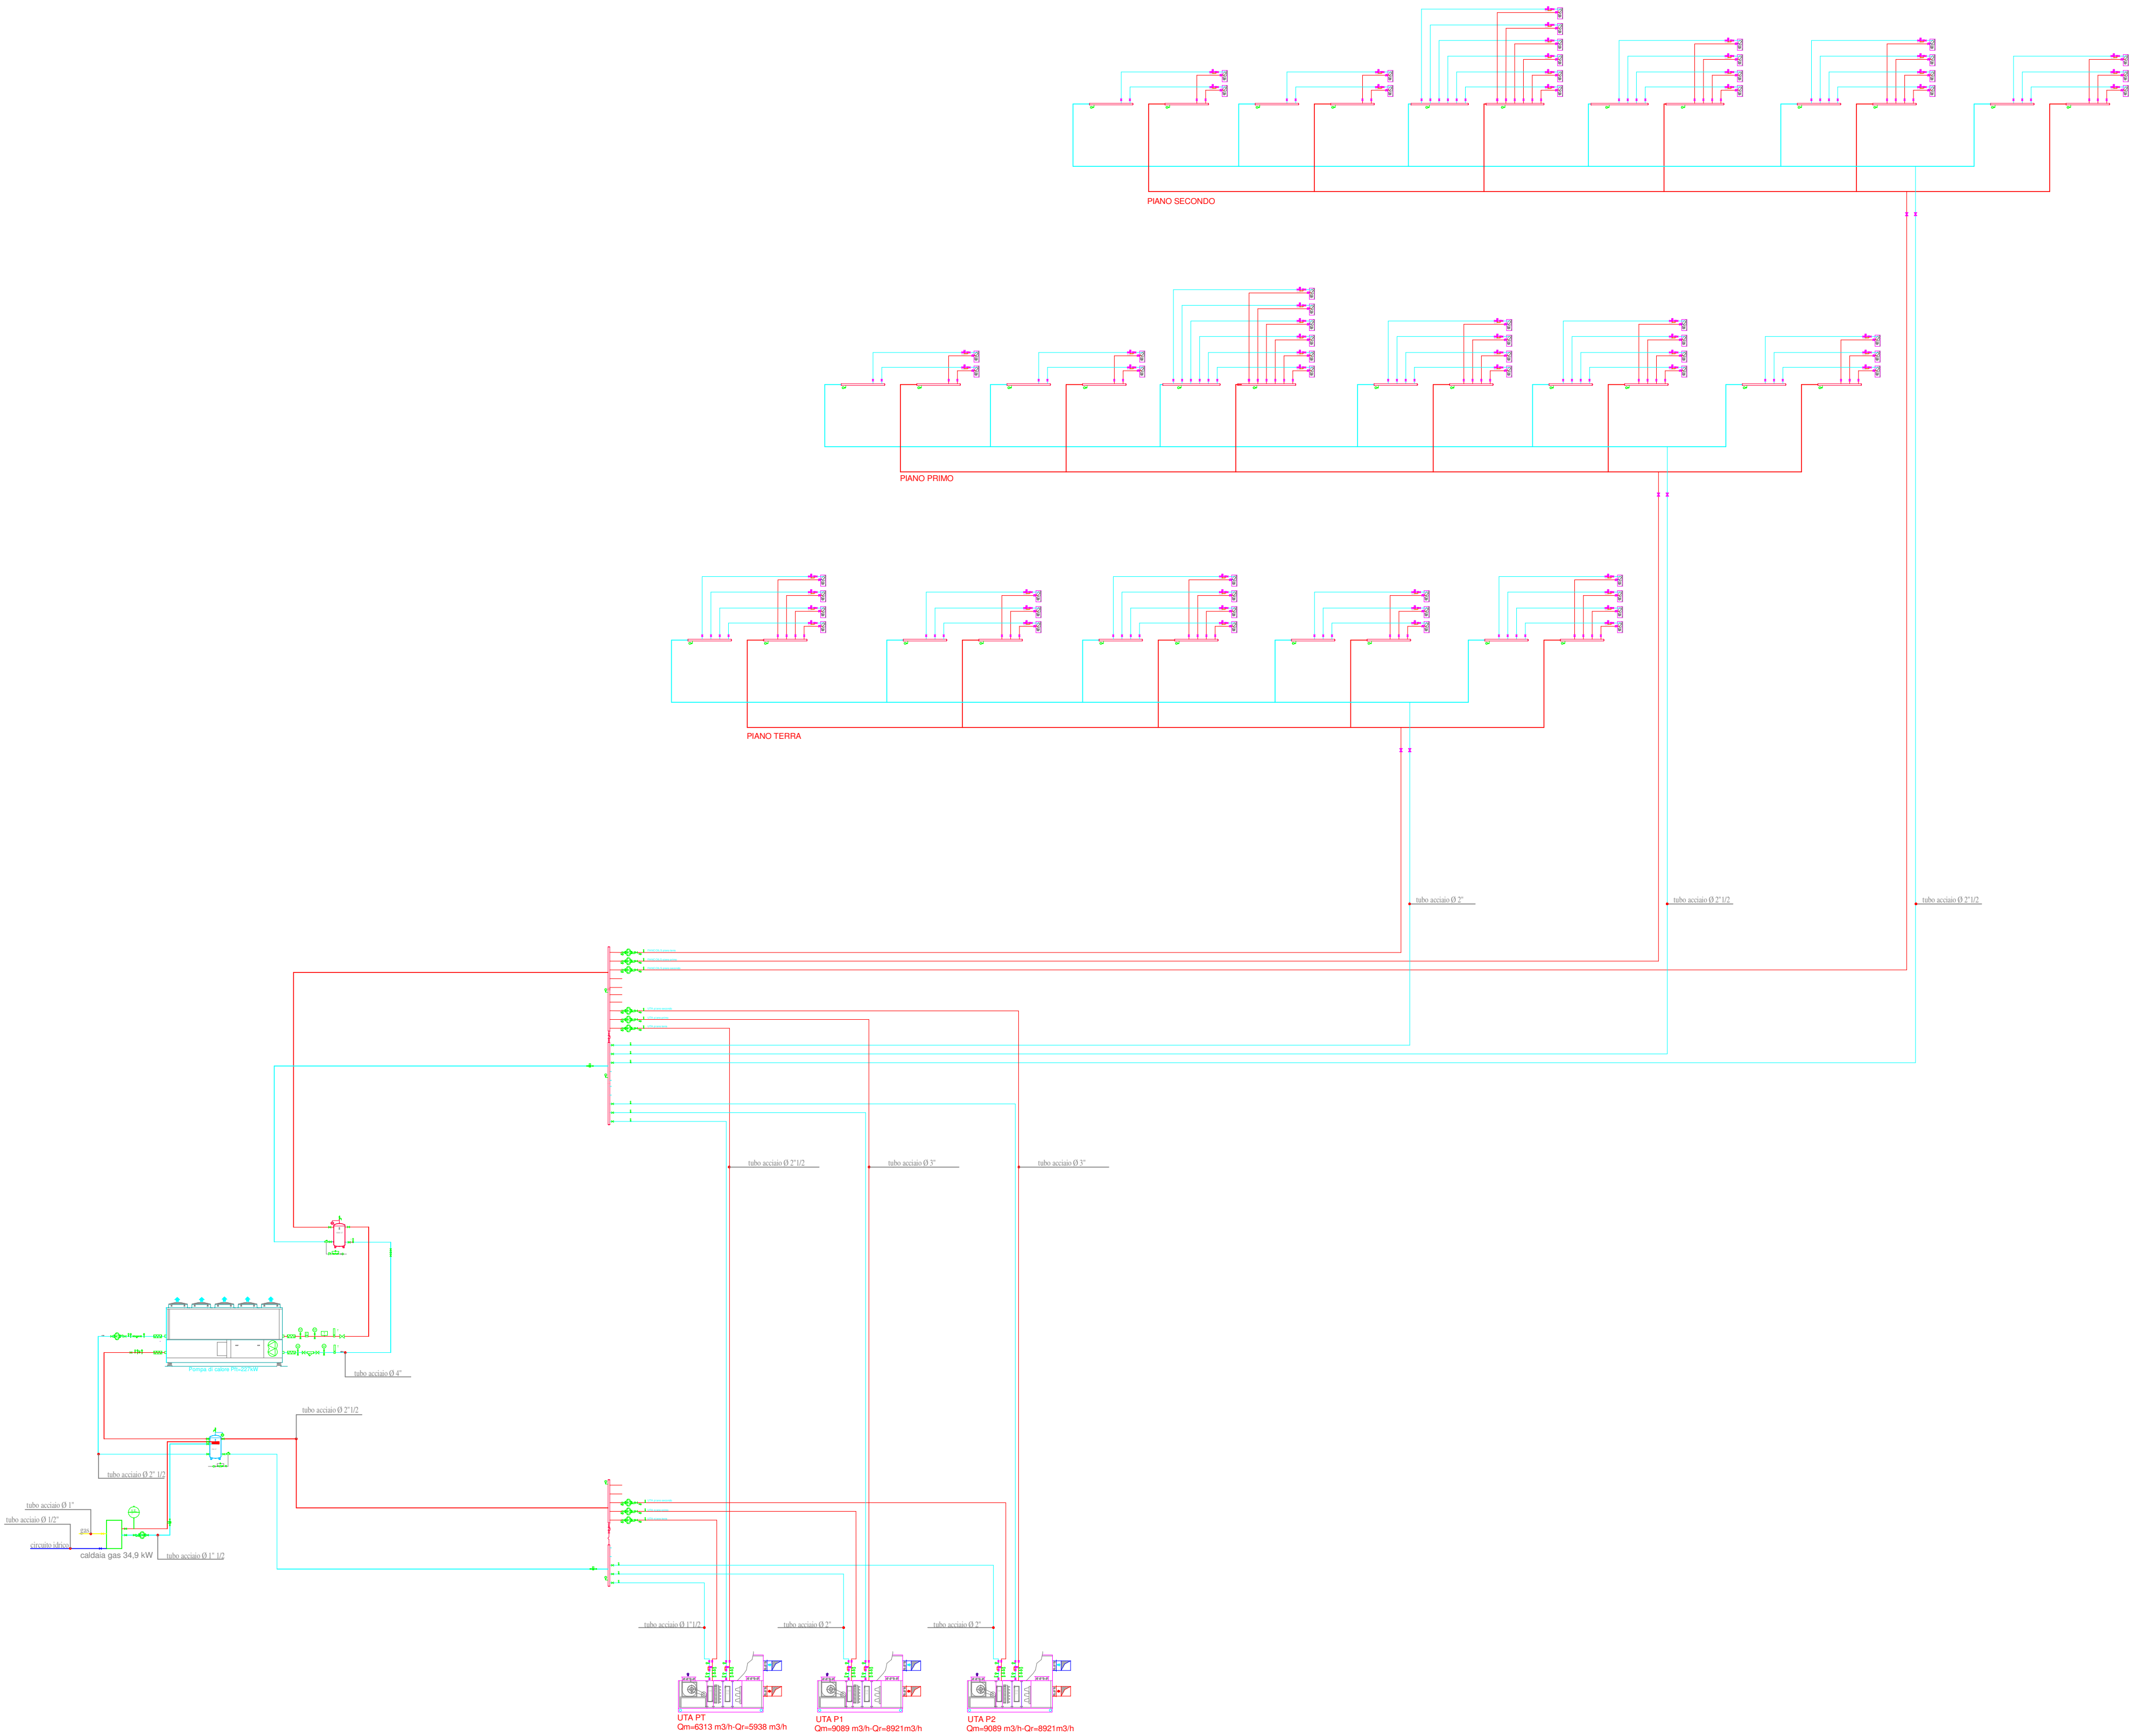 PIANO SECONDO
PIANO PRIMO
PIANO TERRA
tubo acciaio Ø 2"
tubo acciaio Ø 2"1/2
tubo acciaio Ø 2"1/2
tubo acciaio Ø 2"1/2
tubo acciaio Ø 3"
tubo acciaio Ø 3"
tubo acciaio Ø 4"
tubo acciaio Ø 2"1/2
tubo acciaio Ø 2" 1/2
tubo acciaio Ø 1"
tubo acciaio Ø 1/2"
gas
circuito idrico
caldaia gas 34,9 kW
tubo acciaio Ø 1" 1/2
tubo acciaio Ø 1"1/2
tubo acciaio Ø 2"
tubo acciaio Ø 2"
UTA PT
Qm=6313 m3/h-Qr=5938 m3/h
UTA P1
Qm=9089 m3/h-Qr=8921m3/h
UTA P2
Qm=9089 m3/h-Qr=8921m3/h